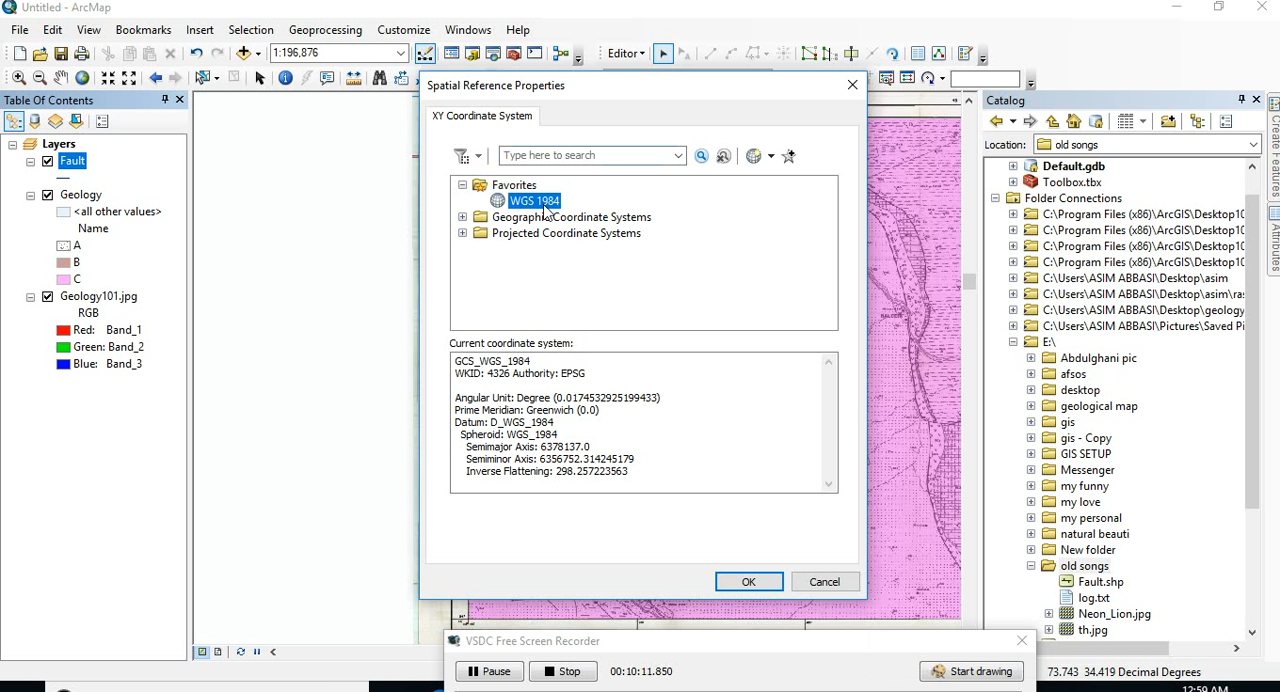 Untitled - ArcMap
File Edit View Bookmarks Insert Selection Geoprocessing Customize Windows Help
1:196,876
Editor
Table Of Contents
Layers
Fault
Geology
<all other values>
Name
A
B
C
Geology101.jpg
RGB
Red: Band_1
Green: Band_2
Blue: Band_3
Spatial Reference Properties
XY Coordinate System
Type here to search
Favorites
WGS 1984
Geographic Coordinate Systems
Projected Coordinate Systems
Current coordinate system:
GCS_WGS_1984
WKID: 4326 Authority: EPSG
Angular Unit: Degree (0.0174532925199433)
Prime Meridian: Greenwich (0.0)
Datum: D_WGS_1984
Spheroid: WGS_1984
Semimajor Axis: 6378137.0
Semiminor Axis: 6356752.314245179
Inverse Flattening: 298.257223563
OK
Cancel
Catalog
Location: old songs
Default.gdb
Toolbox.tbx
Folder Connections
C:\Program Files (x86)\ArcGIS\Desktop10
C:\Program Files (x86)\ArcGIS\Desktop10
C:\Program Files (x86)\ArcGIS\Desktop10
C:\Program Files (x86)\ArcGIS\Desktop10
C:\Users\ASIM ABBASI\Desktop\asim
C:\Users\ASIM ABBASI\Desktop\asim\ra
C:\Users\ASIM ABBASI\Desktop\geology
C:\Users\ASIM ABBASI\Pictures\Saved Pi
E:\
Abdulghani pic
afsos
desktop
geological map
gis
gis - Copy
GIS SETUP
Messenger
my funny
my love
my personal
natural beauti
New folder
old songs
Fault.shp
log.txt
Neon_Lion.jpg
th.jpg
Create Features
Attributes
VSDC Free Screen Recorder
Pause
Stop
00:10:11.850
Start drawing
73.743 34.419 Decimal Degrees
12:59 AM